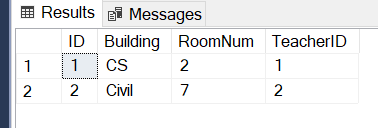 Results Messages
ID Building RoomNum TeacherID
1 1 CS 2 1
2 2 Civil 7 2